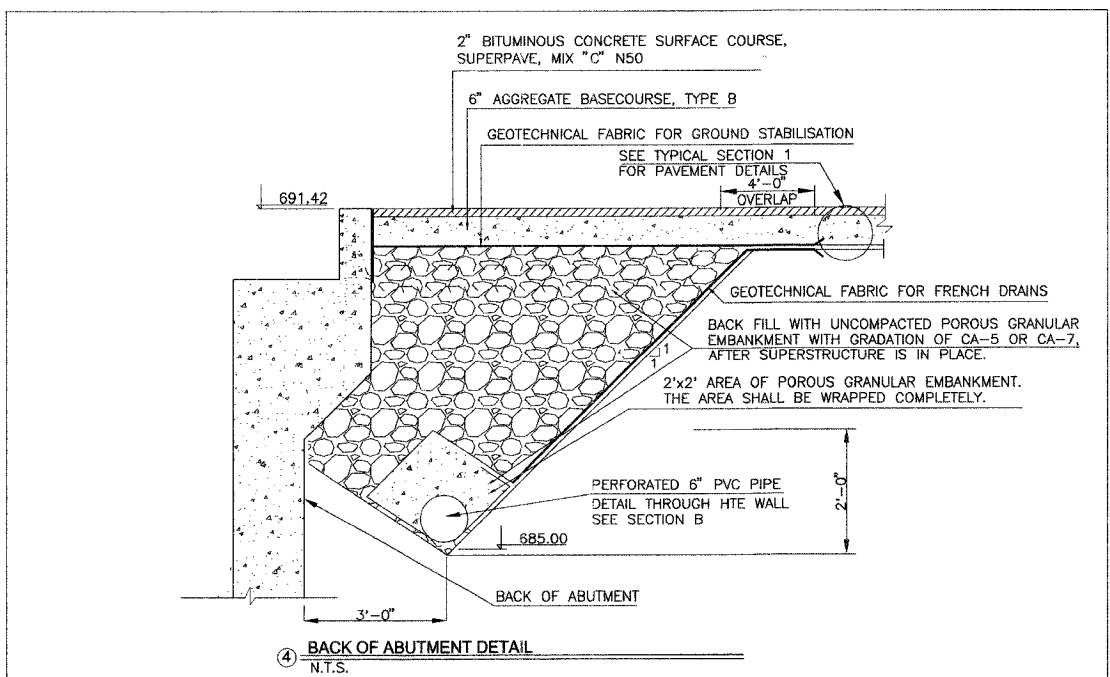 2" BITUMINOUS CONCRETE SURFACE COURSE,
SUPERPAVE, MIX "C" N50
6" AGGREGATE BASECOURSE, TYPE B
GEOTECHNICAL FABRIC FOR GROUND STABILISATION
SEE TYPICAL SECTION 1
FOR PAVEMENT DETAILS
4'-0"
OVERLAP
691.42
GEOTECHNICAL FABRIC FOR FRENCH DRAINS
BACK FILL WITH UNCOMPACTED POROUS GRANULAR
EMBANKMENT WITH GRADATION OF CA-5 OR CA-7,
AFTER SUPERSTRUCTURE IS IN PLACE.
1
1
2'x2' AREA OF POROUS GRANULAR EMBANKMENT.
THE AREA SHALL BE WRAPPED COMPLETELY.
PERFORATED 6" PVC PIPE
DETAIL THROUGH HTE WALL
SEE SECTION B
2'-0"
685.00
BACK OF ABUTMENT
3'-0"
4 BACK OF ABUTMENT DETAIL
N.T.S.